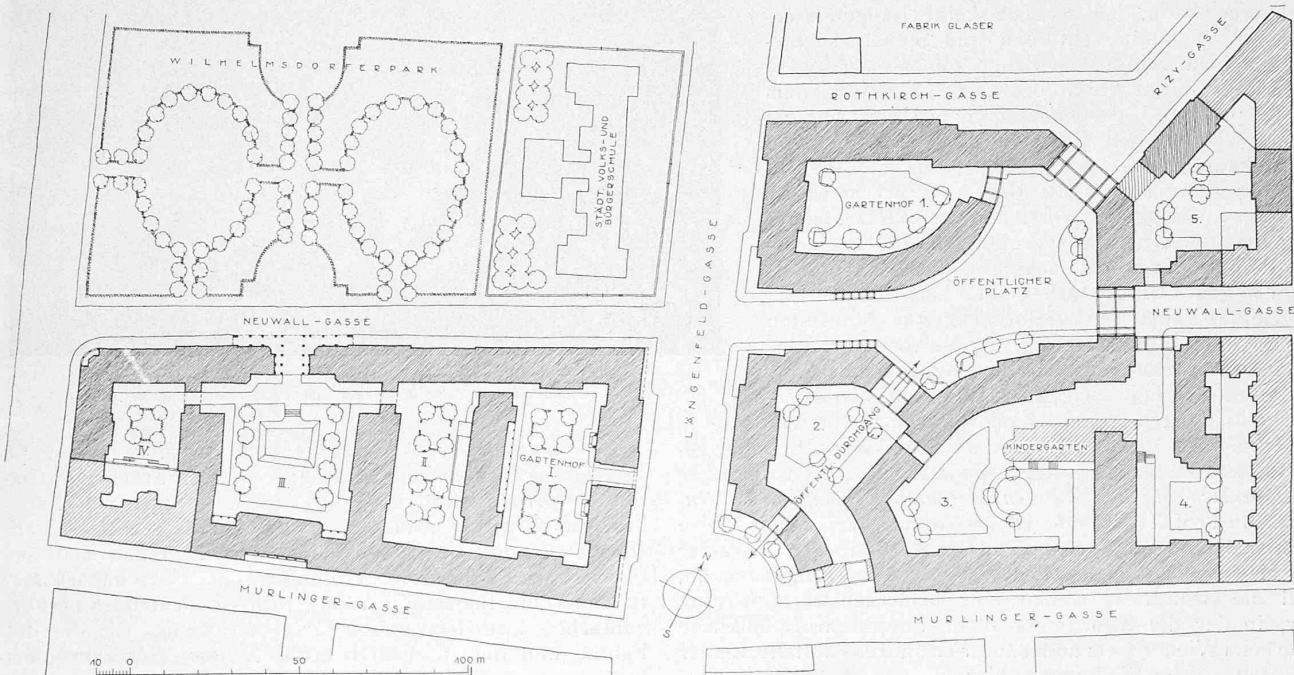 FABRIK GLASER
WILHELMSDORFERPARK
ROTHKIRCH-GASSE
RIZY-GASSE
STÄDT. VOLKS-UND
BÜRGERSCHULE
GARTENHOF 1.
5.
LÄNGENFELD-GASSE
ÖFFENTLICHER
PLATZ
NEUWALL-GASSE
NEUWALL-GASSE
2.
ÖFFENTL. DURCHGANG
KINDERGARTEN
IV.
II.
GARTENHOF
I.
III.
3.
4.
N
S
MURLINGER-GASSE
MURLINGER-GASSE
10 0 50 100 m